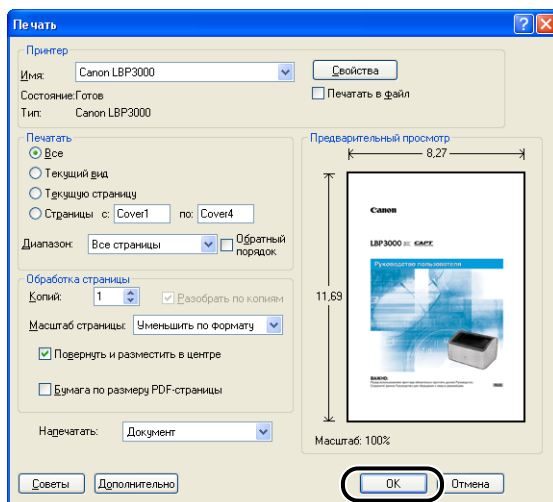 Печать
Принтер
Имя: Canon LBP3000 Свойства
Состояние: Готов Печатать в файл
Тип: Canon LBP3000
Печатать
Все
Текущий вид
Текущую страницу
Страницы с: Cover1 по: Cover4
Диапазон: Все страницы Обратный порядок
Обработка страницы
Копий: 1 Разобрать по копиям
Масштаб страницы: Уменьшить по формату
Повернуть и разместить в центре
Бумага по размеру PDF-страницы
Напечатать: Документ
Предварительный просмотр
8,27
11,69
Canon
LBP3000 CAPT
Руководство пользователя
ВАЖНО:
Масштаб: 100%
Советы Дополнительно OK Отмена